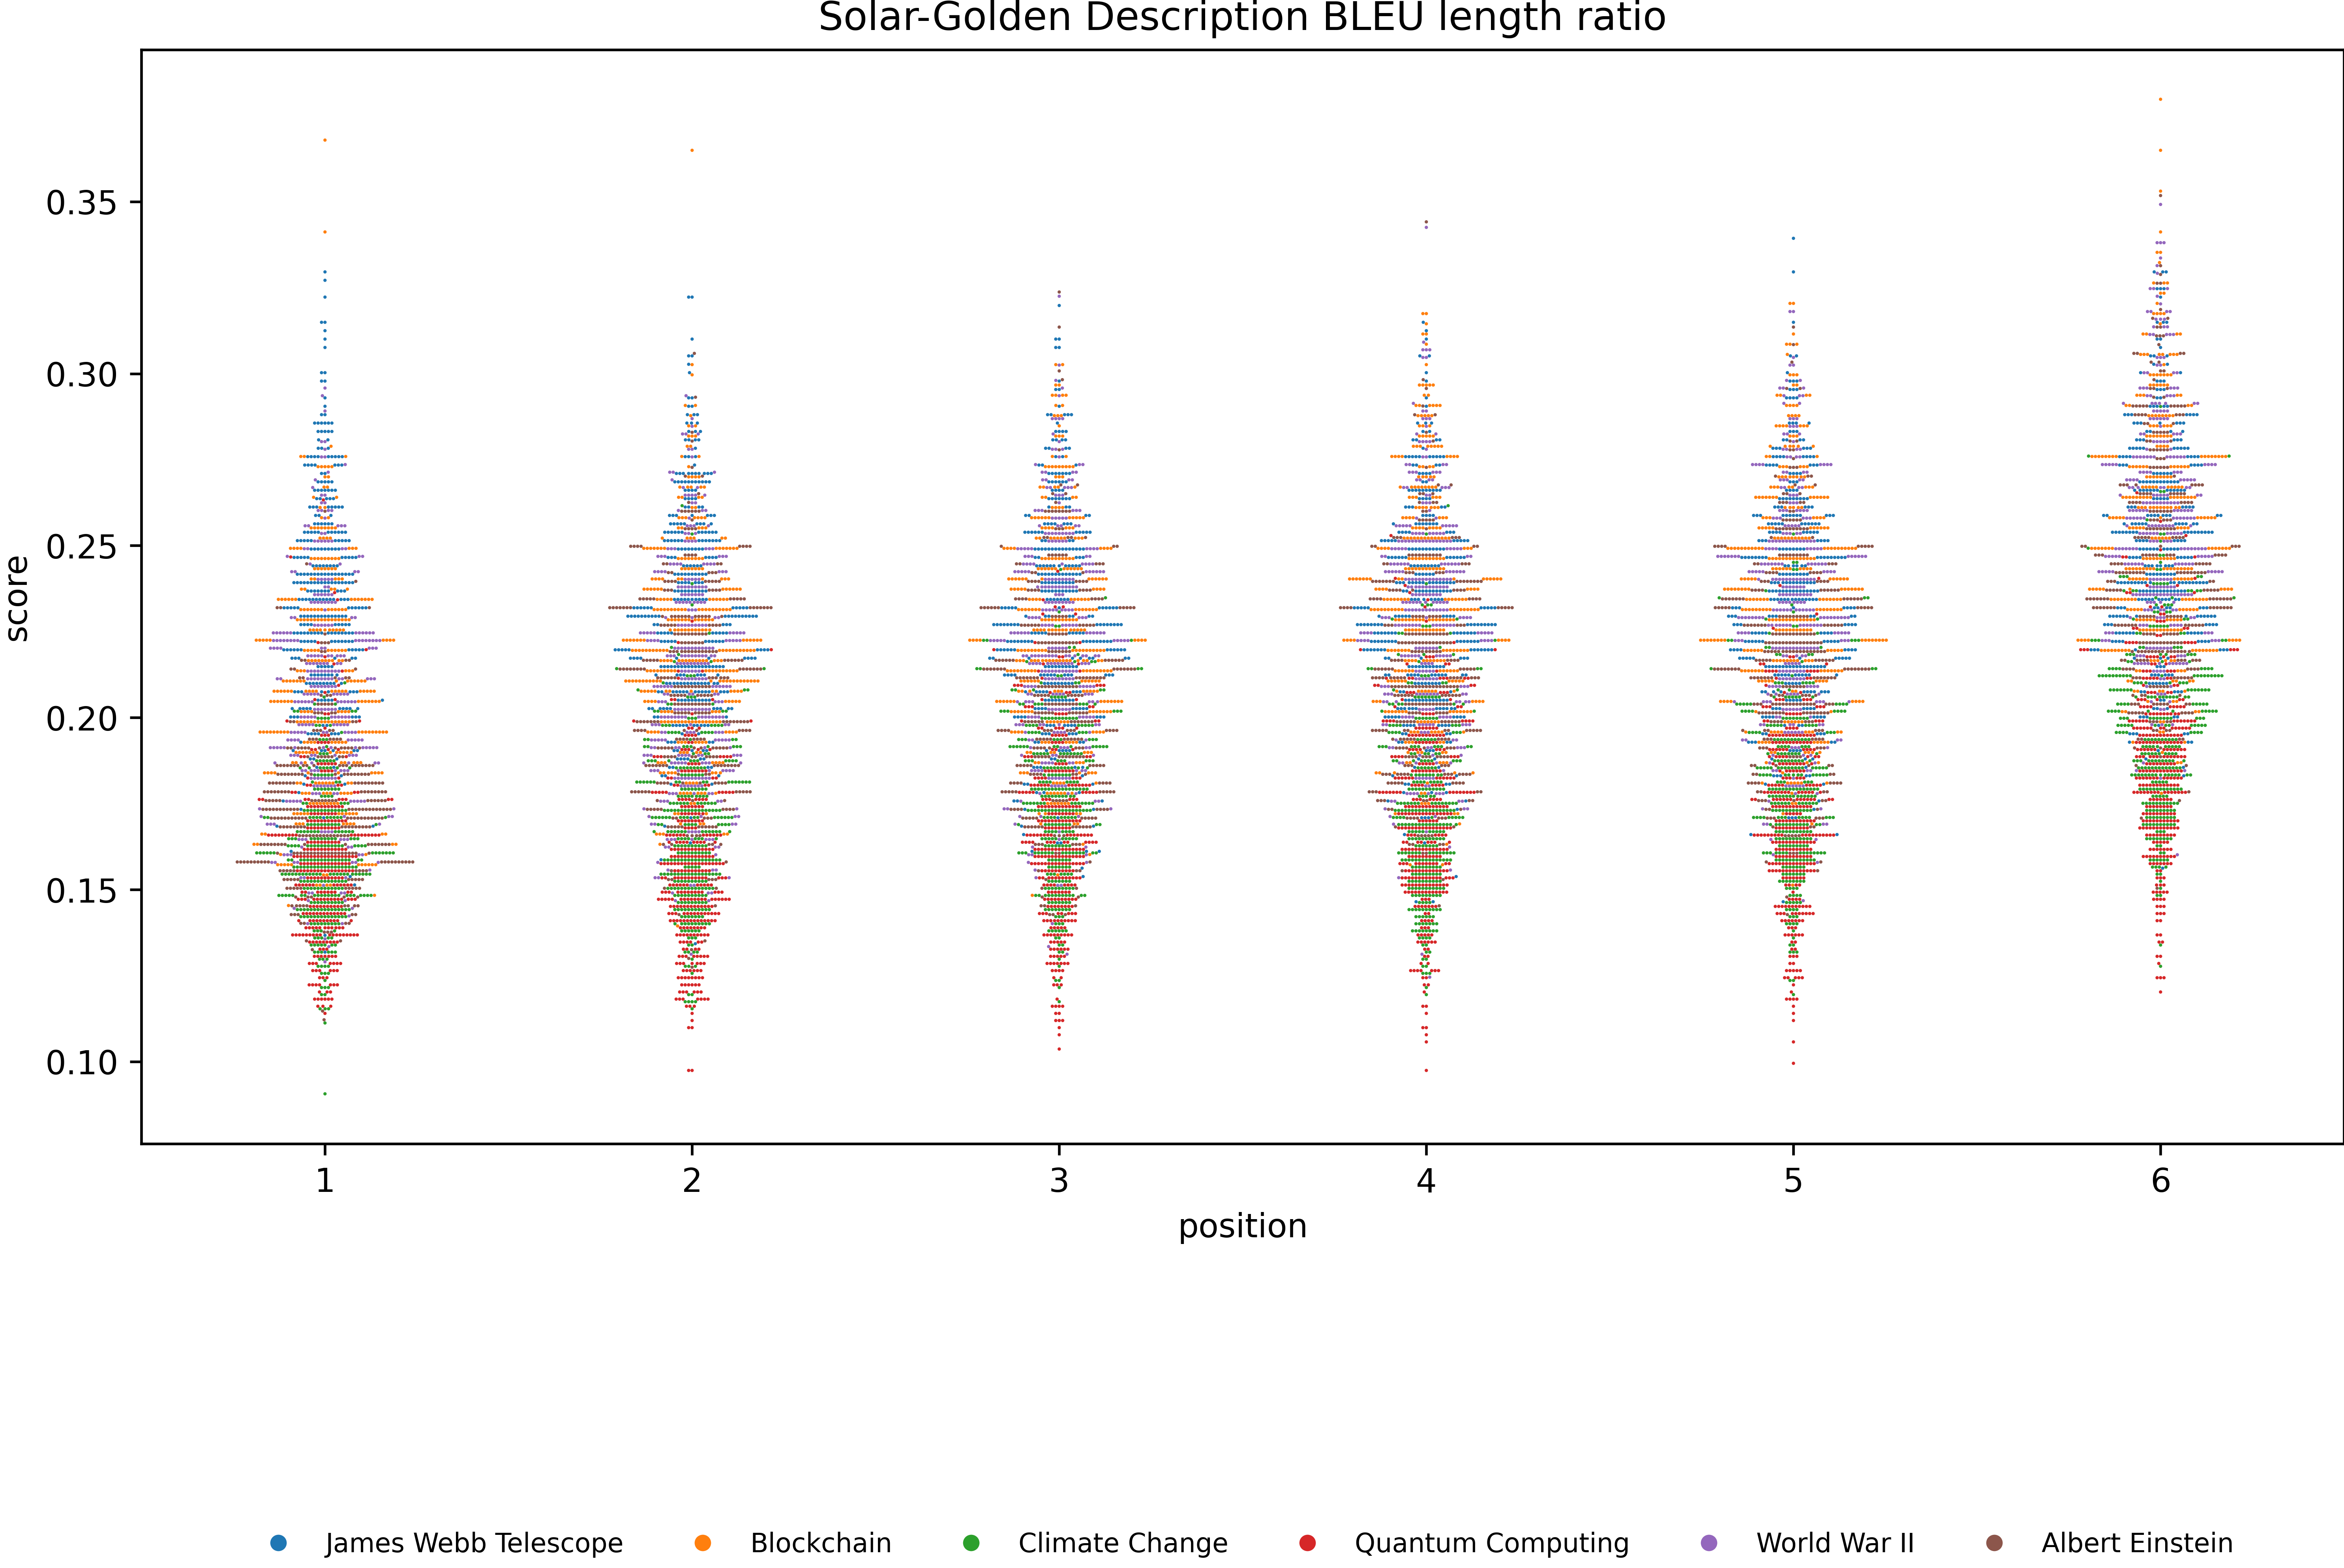 Solar-Golden Description BLEU length ratio
score
0.35
0.30
0.25
0.20
0.15
0.10
1 2 3 4 5 6
position
James Webb Telescope Blockchain Climate Change Quantum Computing World War II Albert Einstein